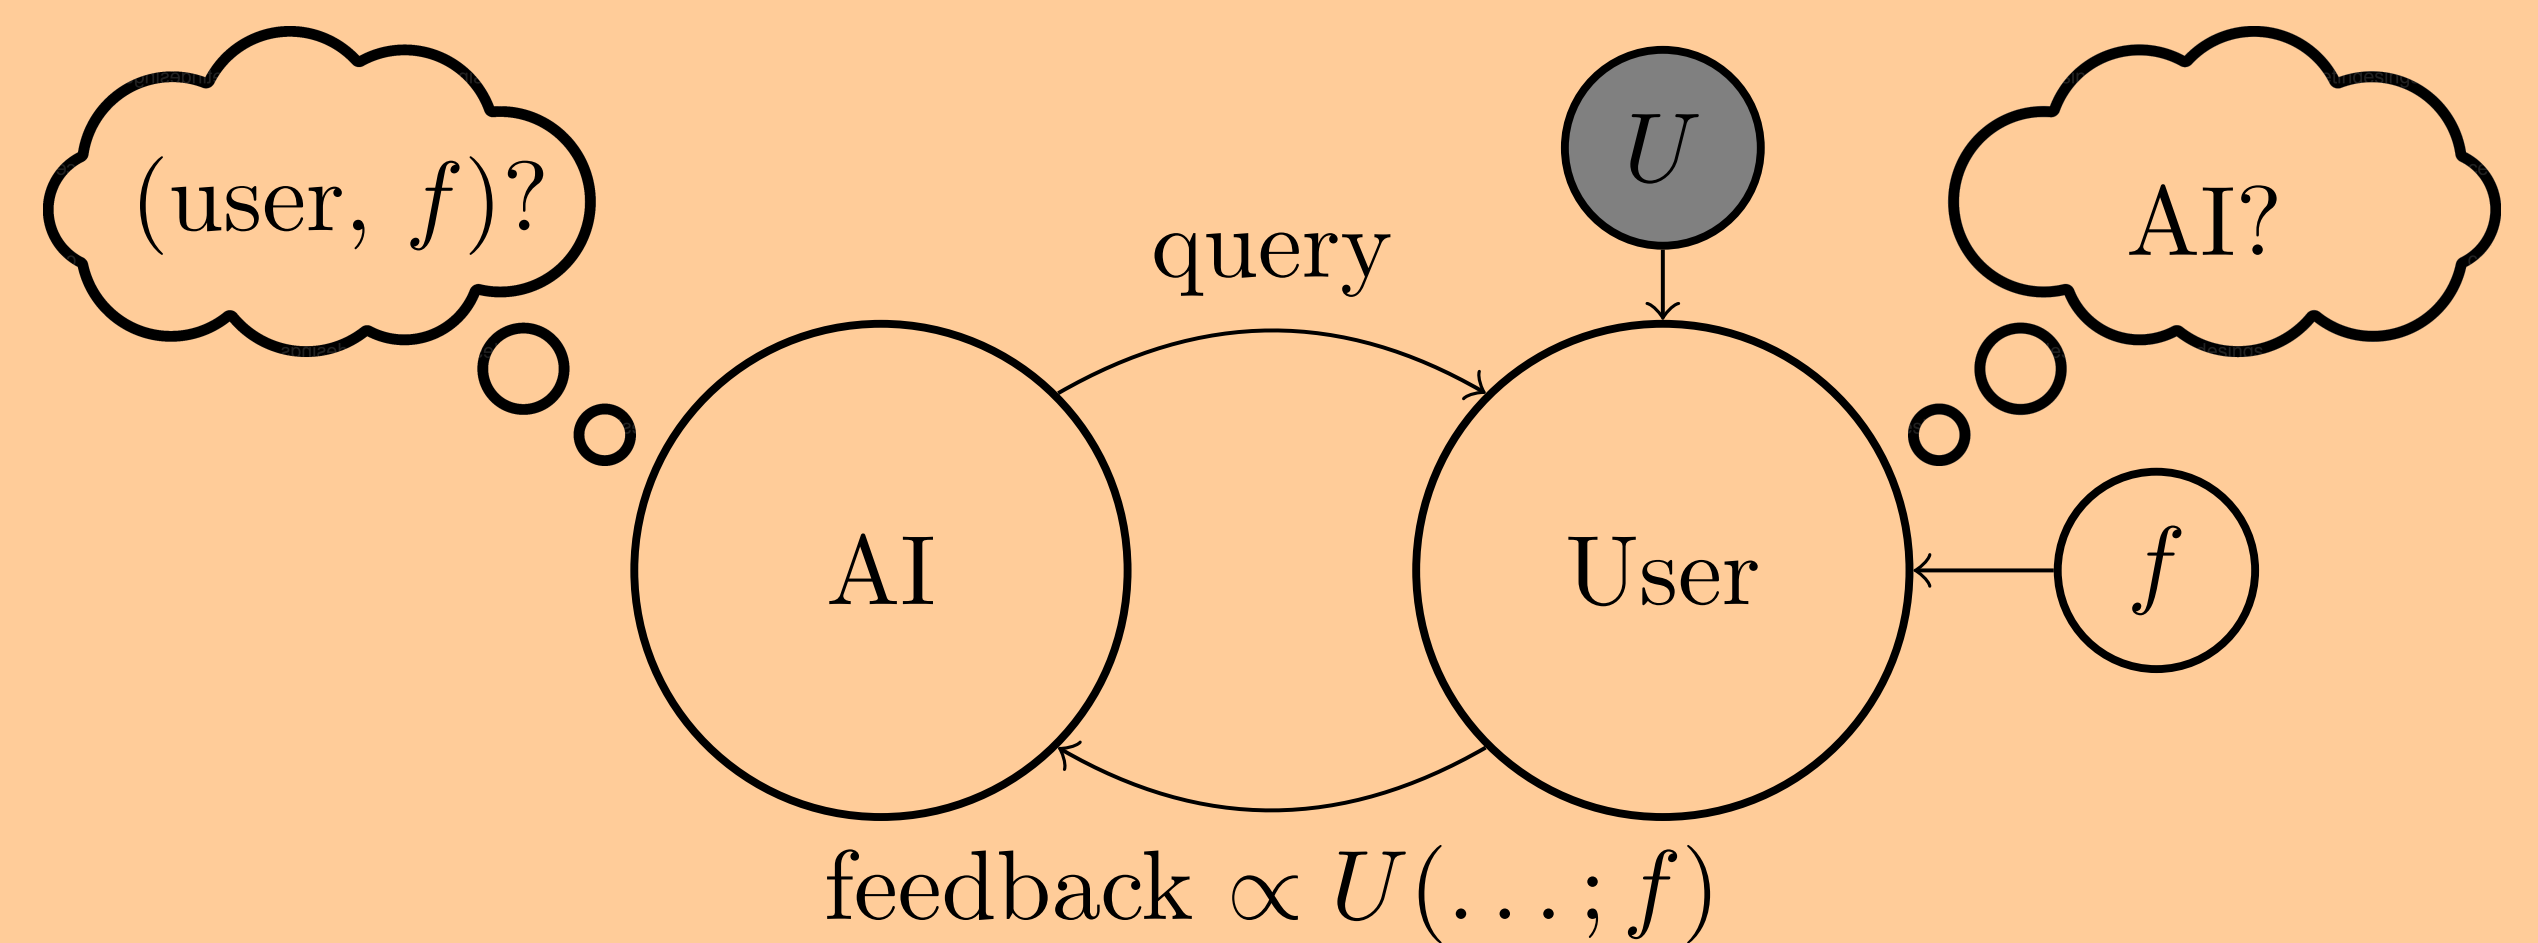 (user, f)?
U
AI?
query
AI
User
f
feedback ∝ U(...; f)